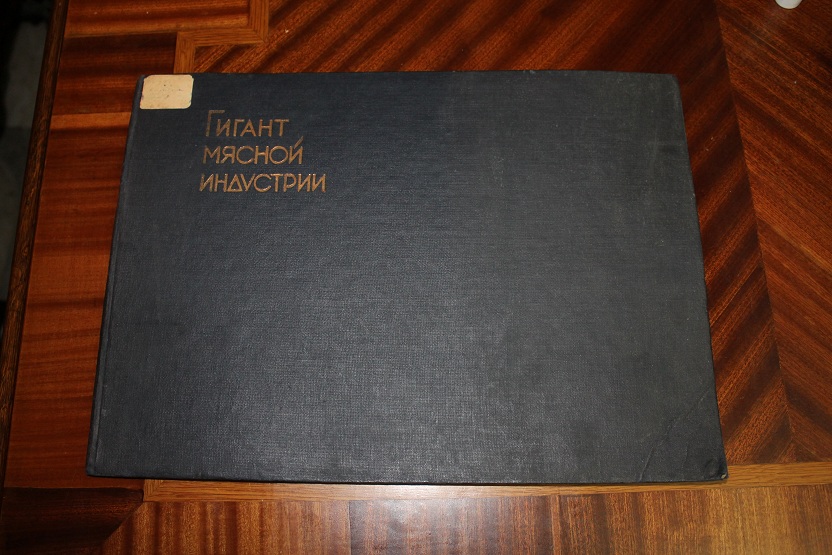 Гигант
мясной
индустрии